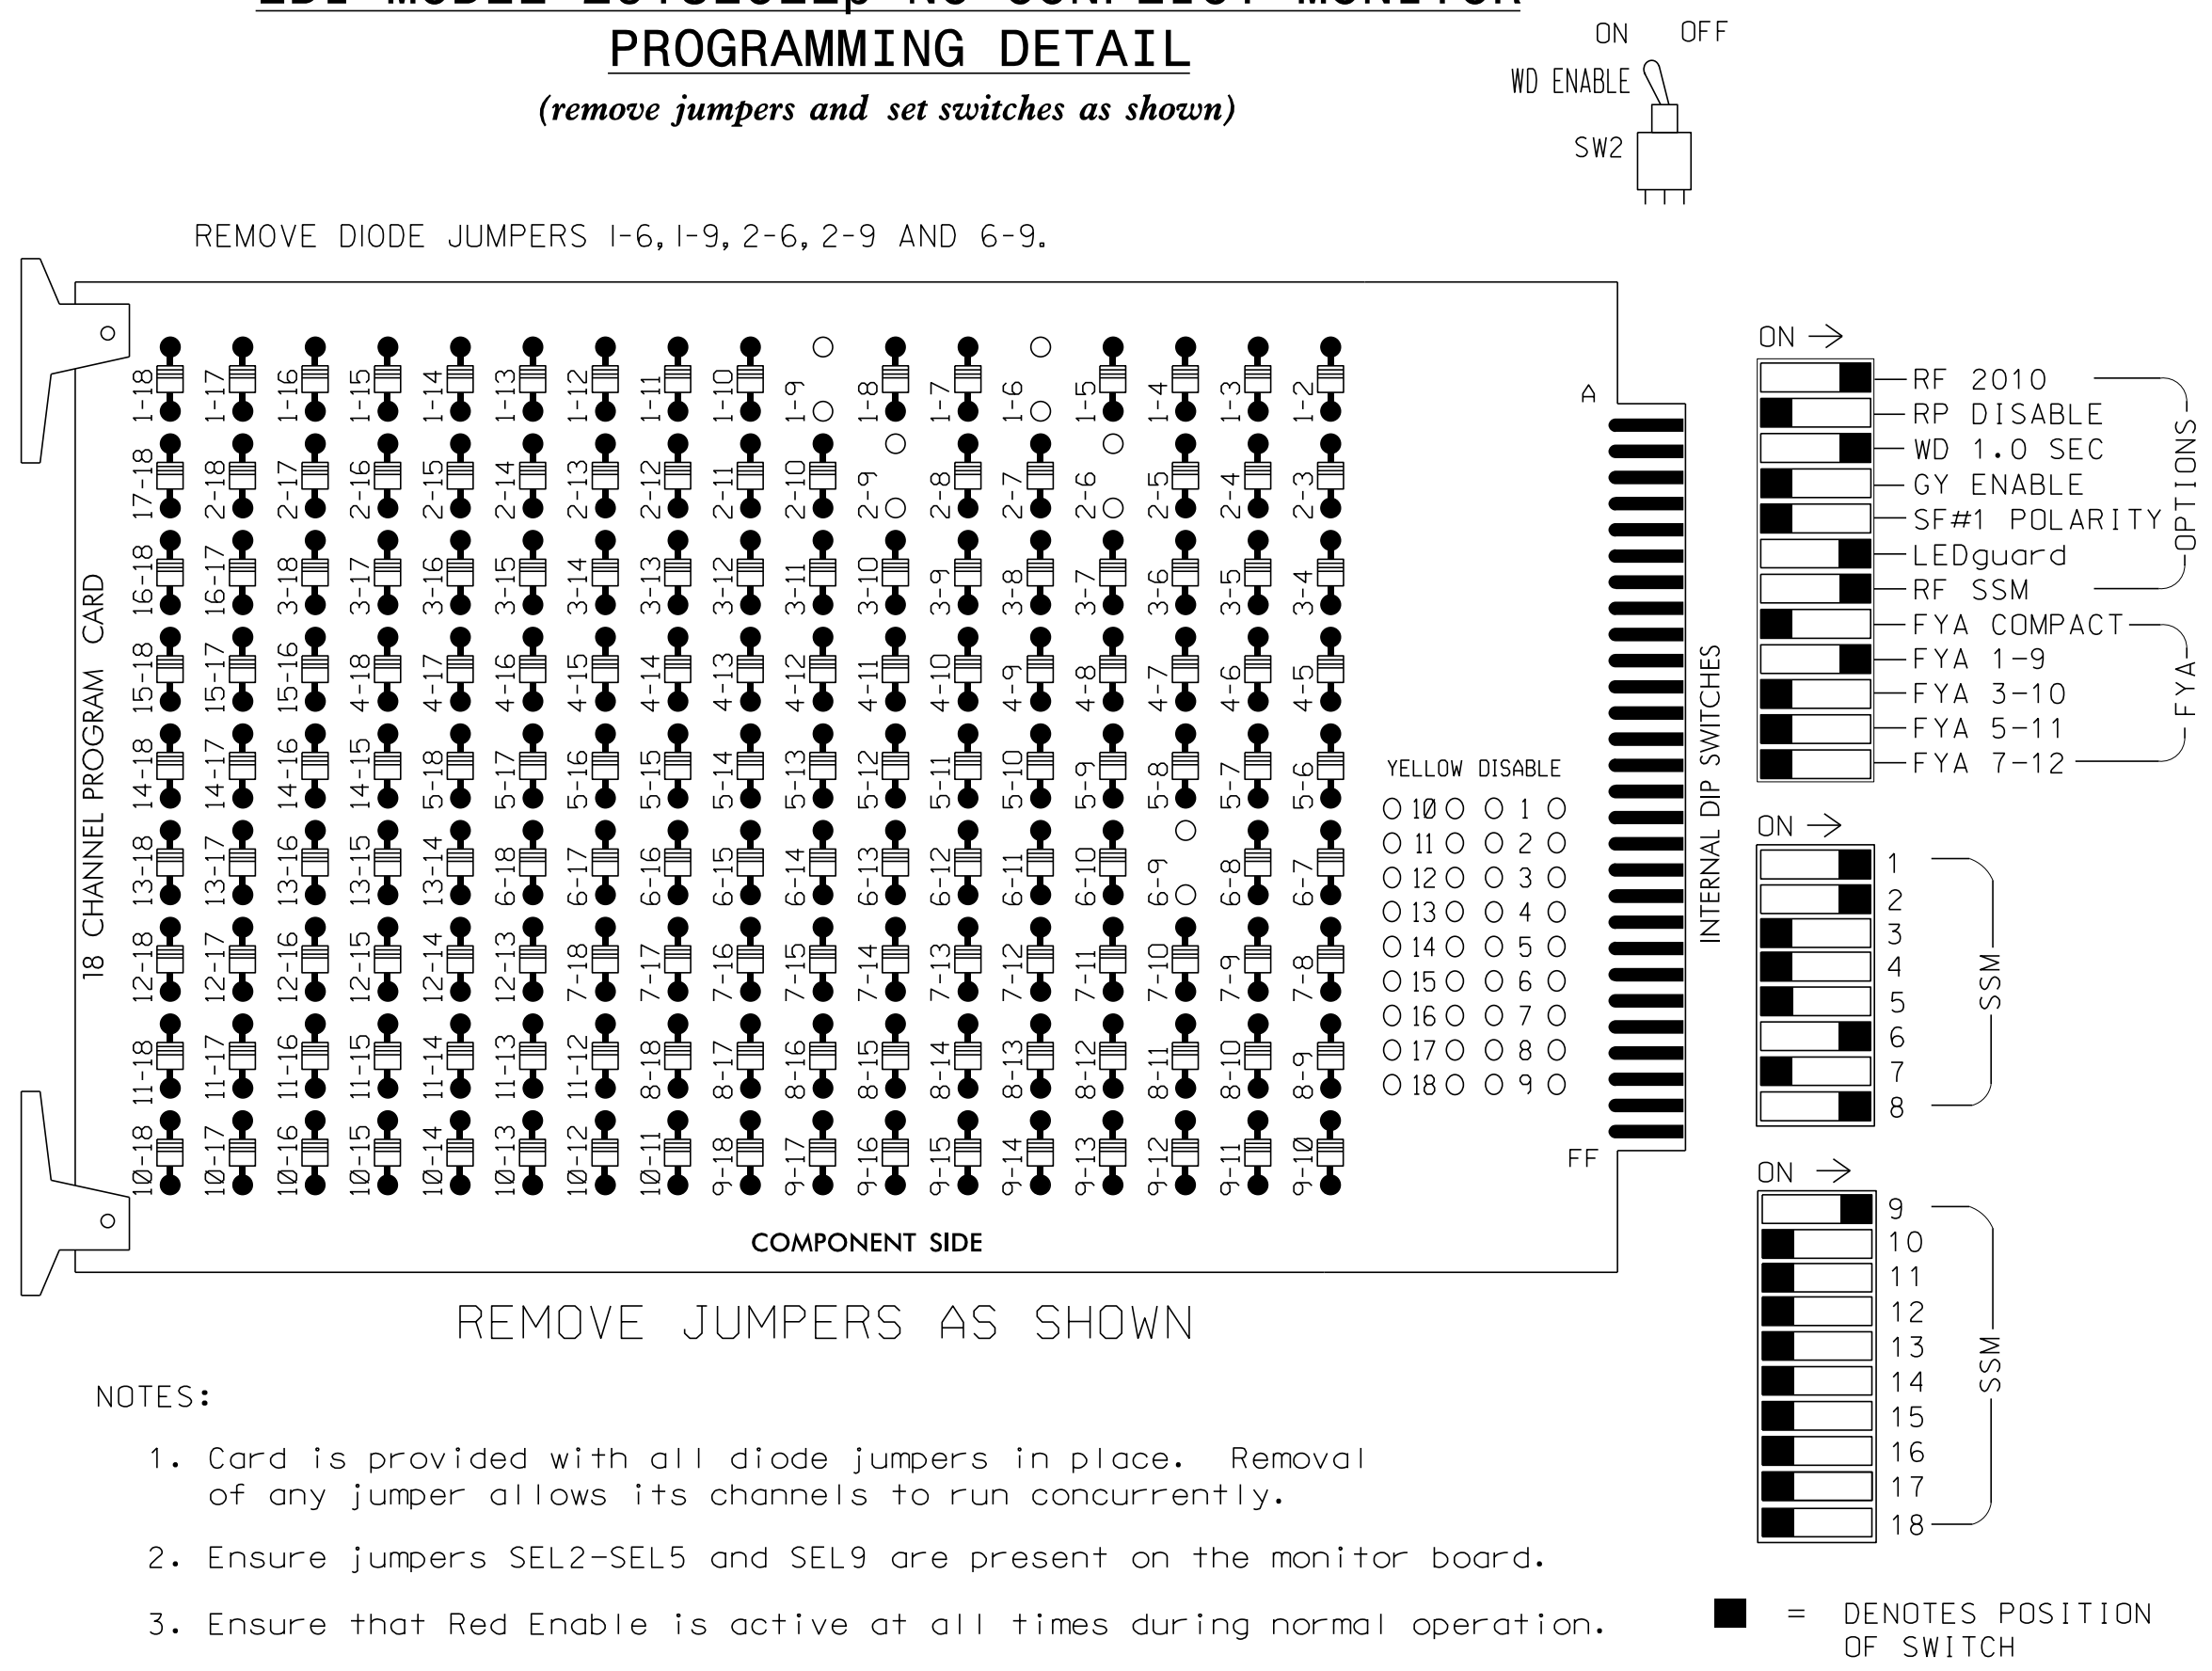 PROGRAMMING DETAIL
(remove jumpers and set switches as shown)
ON OFF
WD ENABLE
SW2
REMOVE DIODE JUMPERS 1-6, 1-9, 2-6, 2-9 AND 6-9.
18 CHANNEL PROGRAM CARD
1-18 1-17 1-16 1-15 1-14 1-13 1-12 1-11 1-10 1-9 1-8 1-7 1-6 1-5 1-4 1-3 1-2
17-18 2-18 2-17 2-16 2-15 2-14 2-13 2-12 2-11 2-10 2-9 2-8 2-7 2-6 2-5 2-4 2-3
16-18 16-17 3-18 3-17 3-16 3-15 3-14 3-13 3-12 3-11 3-10 3-9 3-8 3-7 3-6 3-5 3-4
15-18 15-17 15-16 4-18 4-17 4-16 4-15 4-14 4-13 4-12 4-11 4-10 4-9 4-8 4-7 4-6 4-5
14-18 14-17 14-16 14-15 5-18 5-17 5-16 5-15 5-14 5-13 5-12 5-11 5-10 5-9 5-8 5-7 5-6
13-18 13-17 13-16 13-15 13-14 6-18 6-17 6-16 6-15 6-14 6-13 6-12 6-11 6-10 6-9 6-8 6-7
12-18 12-17 12-16 12-15 12-14 12-13 7-18 7-17 7-16 7-15 7-14 7-13 7-12 7-11 7-10 7-9 7-8
11-18 11-17 11-16 11-15 11-14 11-13 11-12 8-18 8-17 8-16 8-15 8-14 8-13 8-12 8-11 8-10 8-9
10-18 10-17 10-16 10-15 10-14 10-13 10-12 10-11 9-18 9-17 9-16 9-15 9-14 9-13 9-12 9-11 9-10
YELLOW DISABLE
10 1
11 2
12 3
13 4
14 5
15 6
16 7
17 8
18 9
A
FF
COMPONENT SIDE
INTERNAL DIP SWITCHES
ON
RF 2010
RP DISABLE
WD 1.0 SEC
GY ENABLE
SF#1 POLARITY
LEDguard
RF SSM
OPTIONS
FYA COMPACT
FYA 1-9
FYA 3-10
FYA 5-11
FYA 7-12
FYA
ON
1
2
3
4
5
6
7
8
SSM
ON
9
10
11
12
13
14
15
16
17
18
SSM
REMOVE JUMPERS AS SHOWN
NOTES:
1. Card is provided with all diode jumpers in place. Removal
of any jumper allows its channels to run concurrently.
2. Ensure jumpers SEL2-SEL5 and SEL9 are present on the monitor board.
3. Ensure that Red Enable is active at all times during normal operation.
= DENOTES POSITION
OF SWITCH